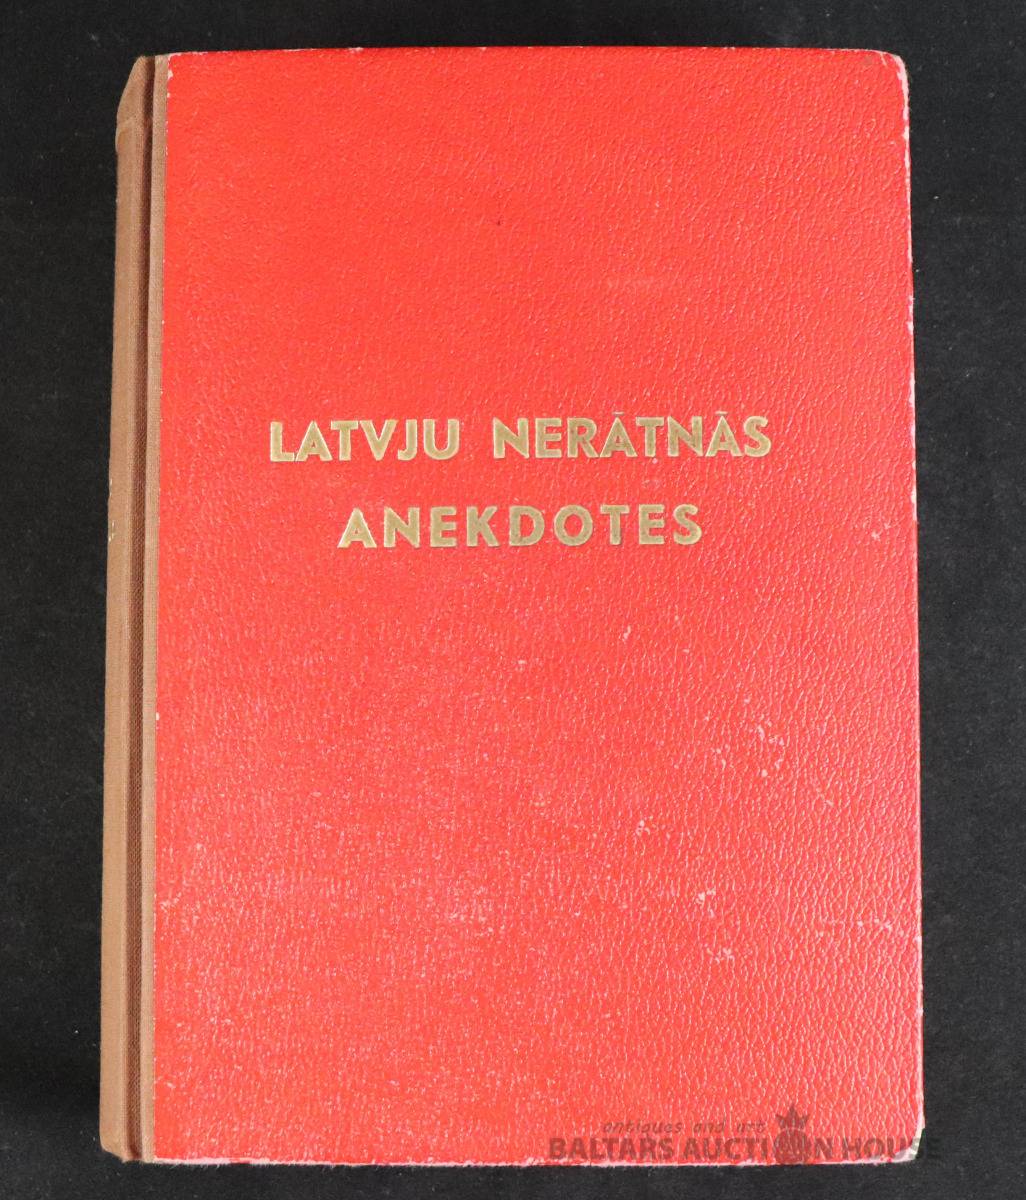 LATVJU NERĀTNĀS
ANEKDOTES
antiques and art
BALTARS AUCTION HOUSE